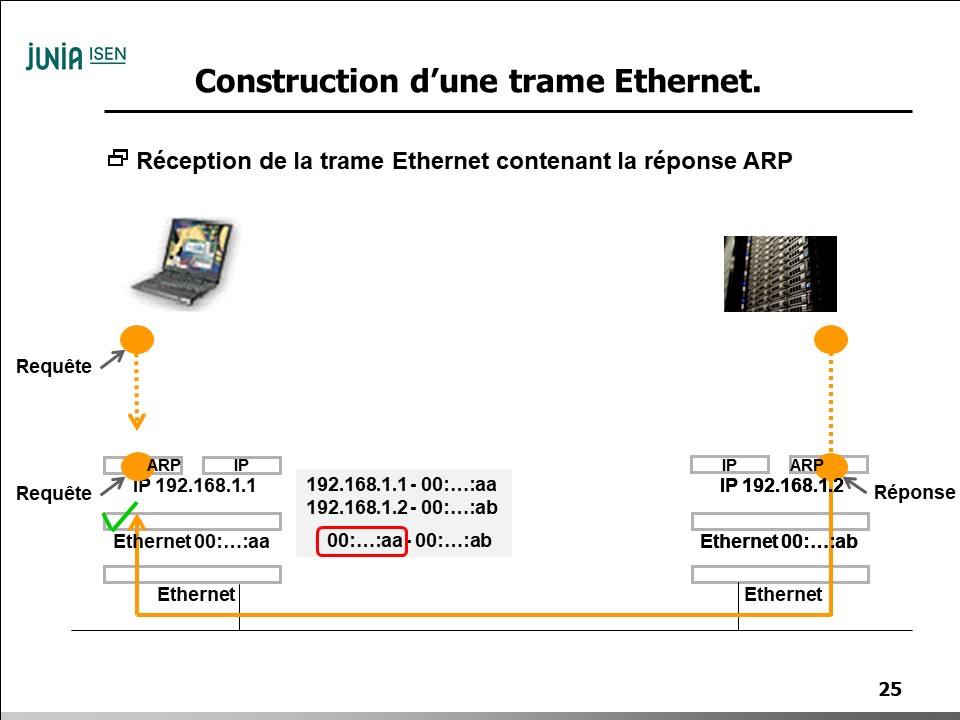 JUNIA ISEN
Construction d’une trame Ethernet.
Réception de la trame Ethernet contenant la réponse ARP
Requête
ARP
IP
IP 192.168.1.1
Requête
Ethernet 00:…:aa
Ethernet
192.168.1.1 - 00:…:aa
192.168.1.2 - 00:…:ab
00:…:aa - 00:…:ab
IP
ARP
IP 192.168.1.2
Réponse
Ethernet 00:…:ab
Ethernet
25